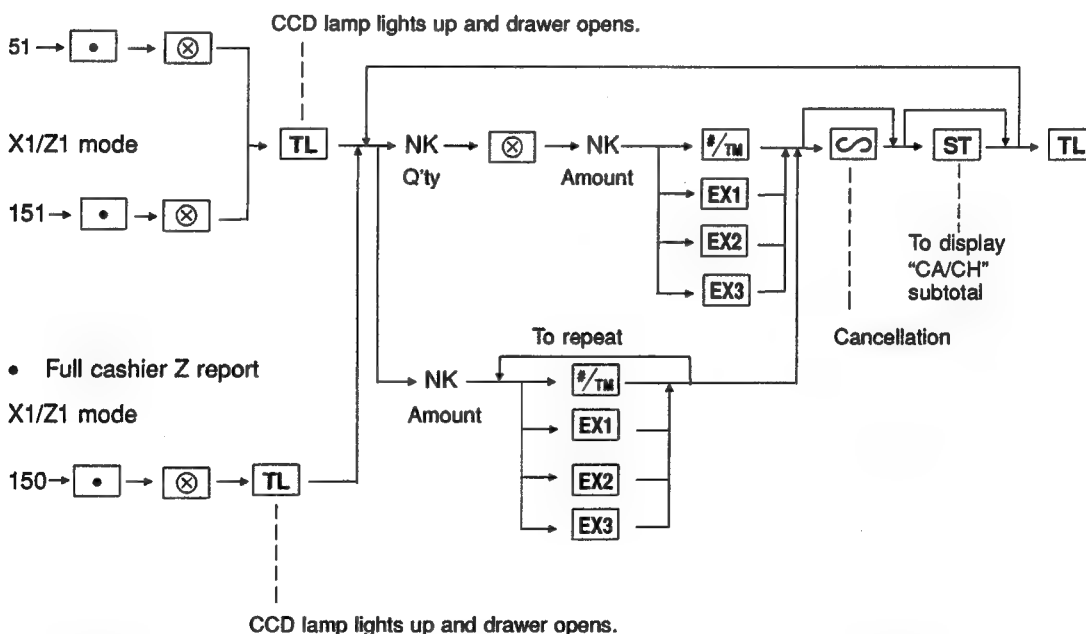 CCD lamp lights up and drawer opens.
51 → • → ⊗
X1/Z1 mode
TL
NK → ⊗ → NK
Q'ty
Amount
#/TM
EX1
EX2
EX3
∽
ST
TL
151 → • → ⊗
To display
“CA/CH”
subtotal
Cancellation
To repeat
• Full cashier Z report
X1/Z1 mode
NK
Amount
#/TM
EX1
EX2
EX3
150 → • → ⊗ → TL
CCD lamp lights up and drawer opens.